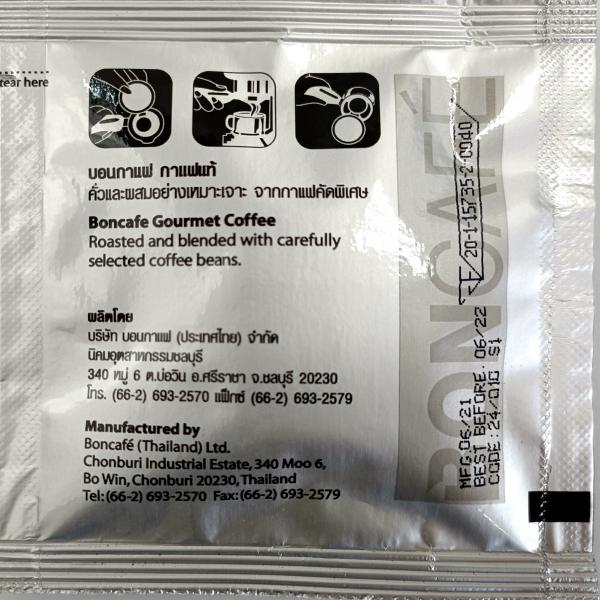 tear here
บอนกาแฟ กาแฟแท้
คั่วและผสมอย่างเหมาะเจาะ จากกาแฟคัดพิเศษ
Boncafe Gourmet Coffee
Roasted and blended with carefully
selected coffee beans.
ผลิตโดย
บริษัท บอนกาแฟ (ประเทศไทย) จำกัด
นิคมอุตสาหกรรมชลบุรี
340 หมู่ 6 ต.บ่อวิน อ.ศรีราชา จ.ชลบุรี 20230
โทร. (66-2) 693-2570 แฟ็กซ์ (66-2) 693-2579
Manufactured by
Boncafé (Thailand) Ltd.
Chonburi Industrial Estate, 340 Moo 6,
Bo Win, Chonburi 20230, Thailand
Tel: (66-2) 693-2570 Fax: (66-2) 693-2579
BONCAFÉ
20-1-15735-2-0040
MFG 06/21
BEST BEFORE. 06/22
CODE: 24/010 S1